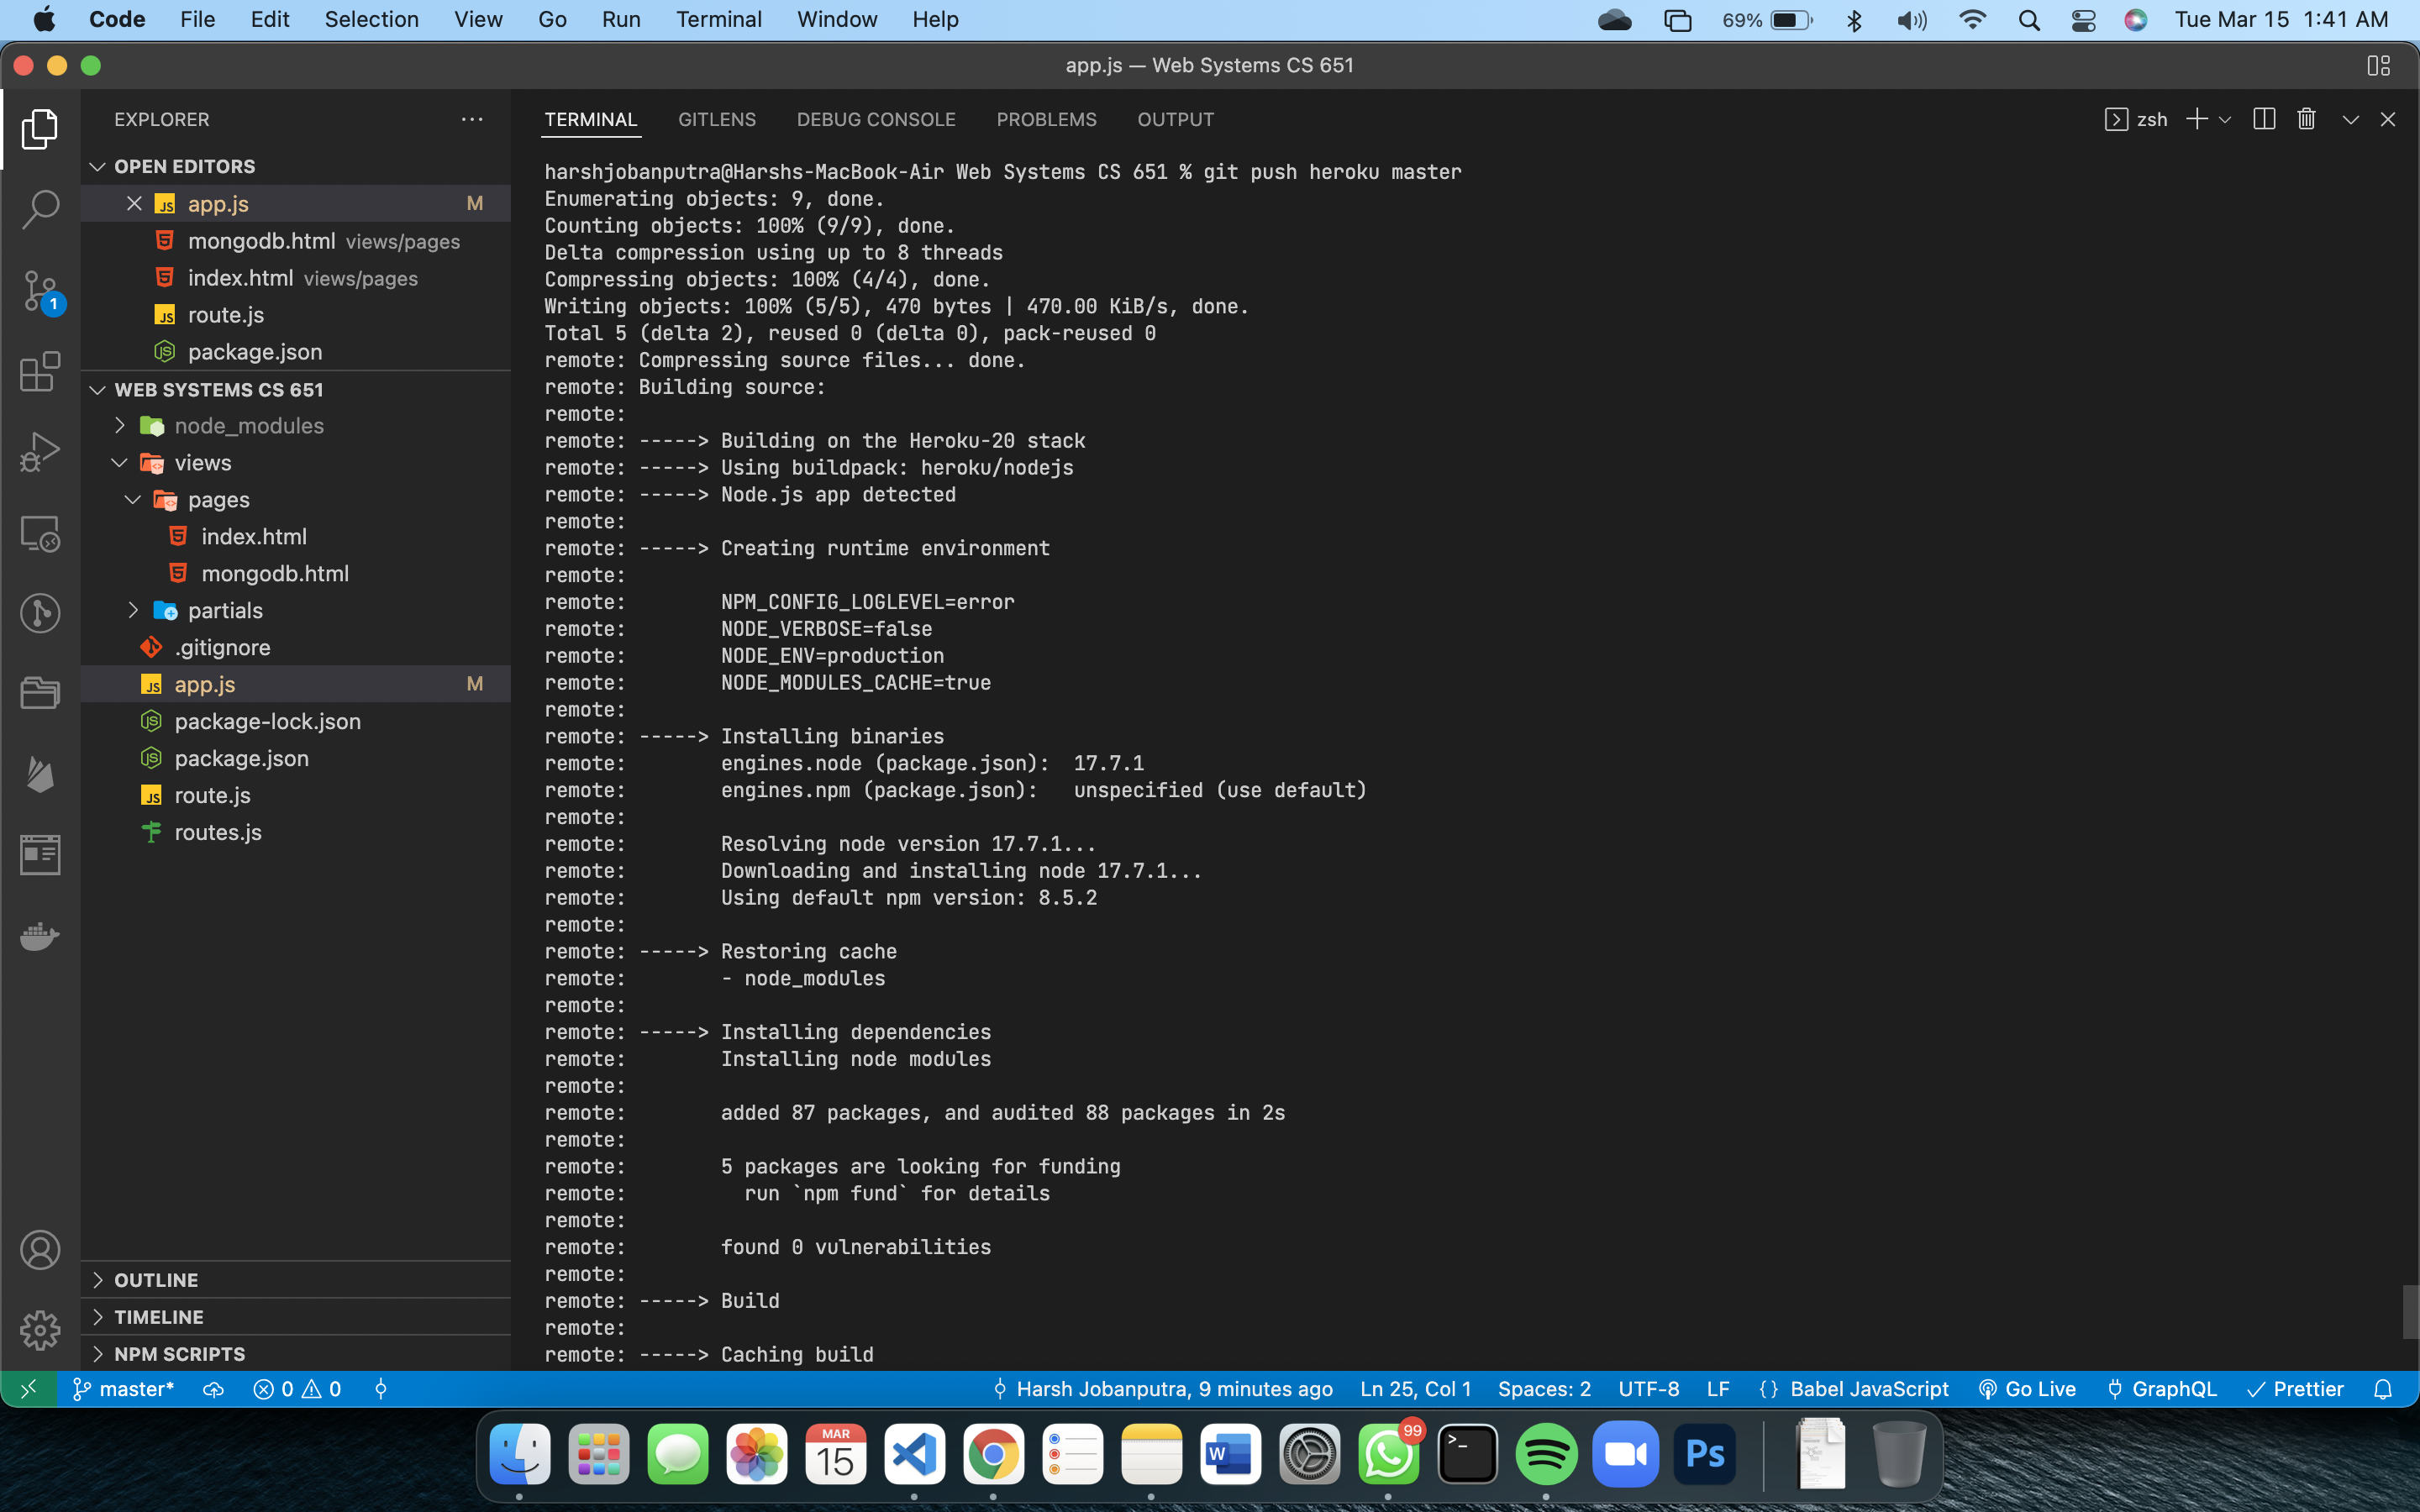 Code File Edit Selection View Go Run Terminal Window Help 69% Tue Mar 15 1:41 AM
app.js — Web Systems CS 651
EXPLORER
OPEN EDITORS
JS app.js M
mongodb.html views/pages
index.html views/pages
JS route.js
package.json
WEB SYSTEMS CS 651
node_modules
views
pages
index.html
mongodb.html
partials
.gitignore
JS app.js M
package-lock.json
package.json
JS route.js
routes.js
OUTLINE
TIMELINE
NPM SCRIPTS
1
TERMINAL GITLENS DEBUG CONSOLE PROBLEMS OUTPUT zsh
harshjobanputra@Harshs-MacBook-Air Web Systems CS 651 % git push heroku master
Enumerating objects: 9, done.
Counting objects: 100% (9/9), done.
Delta compression using up to 8 threads
Compressing objects: 100% (4/4), done.
Writing objects: 100% (5/5), 470 bytes | 470.00 KiB/s, done.
Total 5 (delta 2), reused 0 (delta 0), pack-reused 0
remote: Compressing source files... done.
remote: Building source:
remote:
remote: -----> Building on the Heroku-20 stack
remote: -----> Using buildpack: heroku/nodejs
remote: -----> Node.js app detected
remote:
remote: -----> Creating runtime environment
remote:
remote: NPM_CONFIG_LOGLEVEL=error
remote: NODE_VERBOSE=false
remote: NODE_ENV=production
remote: NODE_MODULES_CACHE=true
remote:
remote: -----> Installing binaries
remote: engines.node (package.json): 17.7.1
remote: engines.npm (package.json): unspecified (use default)
remote:
remote: Resolving node version 17.7.1...
remote: Downloading and installing node 17.7.1...
remote: Using default npm version: 8.5.2
remote:
remote: -----> Restoring cache
remote: - node_modules
remote:
remote: -----> Installing dependencies
remote: Installing node modules
remote:
remote: added 87 packages, and audited 88 packages in 2s
remote:
remote: 5 packages are looking for funding
remote: run `npm fund` for details
remote:
remote: found 0 vulnerabilities
remote:
remote: -----> Build
remote:
remote: -----> Caching build
master* 0 0 Harsh Jobanputra, 9 minutes ago Ln 25, Col 1 Spaces: 2 UTF-8 LF {} Babel JavaScript Go Live GraphQL Prettier
MAR
15
W
99
>_
Ps